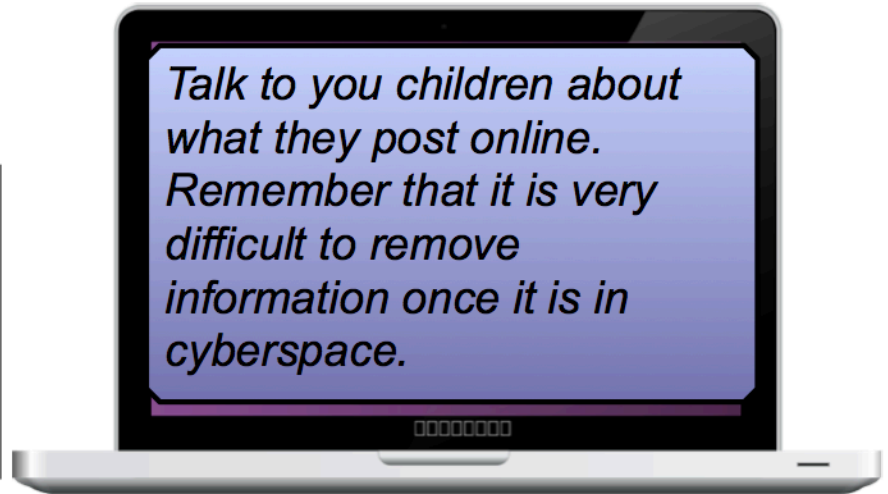 Talk to you children about
what they post online.
Remember that it is very
difficult to remove
information once it is in
cyberspace.